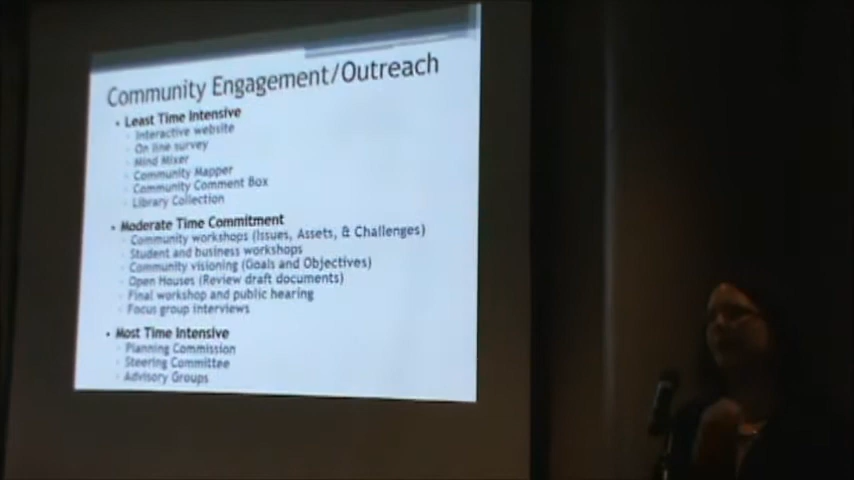 Community Engagement/Outreach
• Least Time Intensive
Interactive website
On line survey
Mind Mixer
Community Mapper
Community Comment Box
Library Collection
• Moderate Time Commitment
Community workshops (Issues, Assets, & Challenges)
Student and business workshops
Community visioning (Goals and Objectives)
Open Houses (Review draft documents)
Final workshop and public hearing
Focus group interviews
• Most Time Intensive
Planning Commission
Steering Committee
Advisory Groups